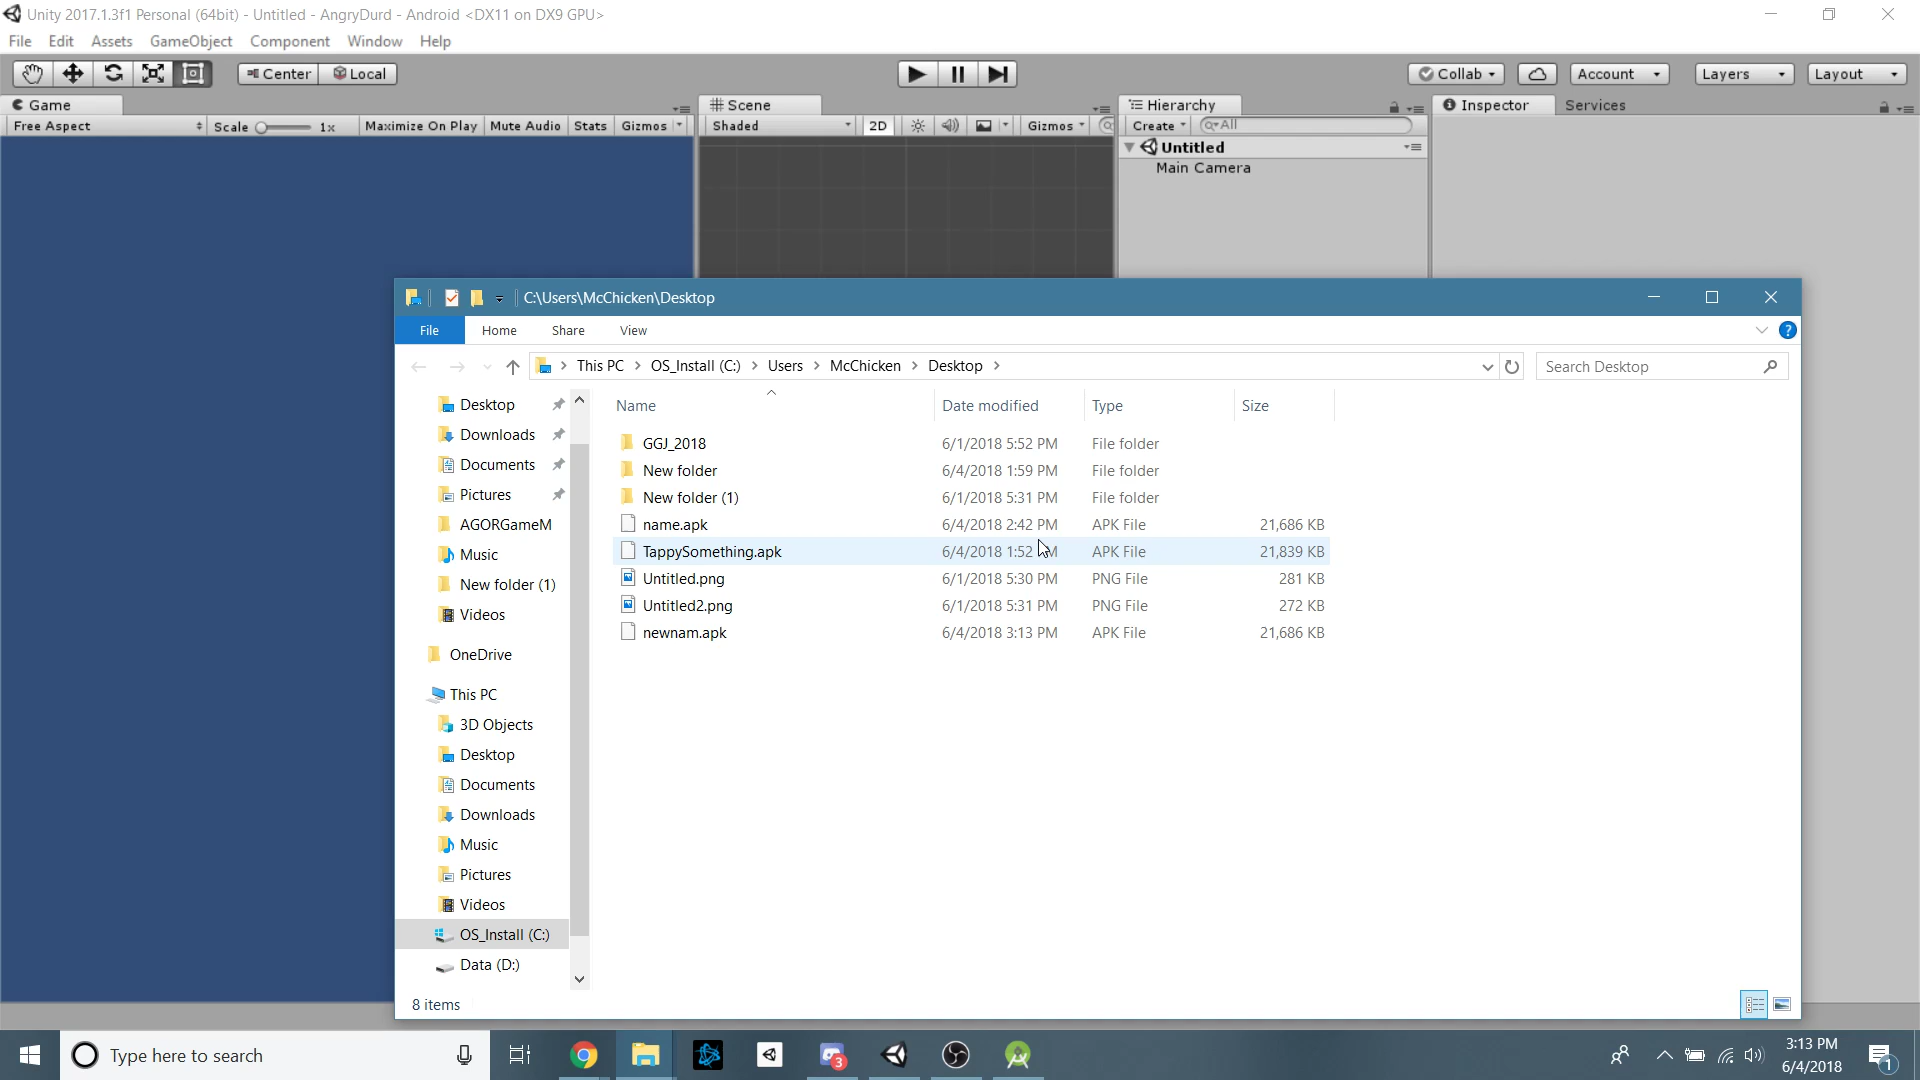 Unity 2017.1.3f1 Personal (64bit) - Untitled - AngryDurd - Android <DX11 on DX9 GPU>
File Edit Assets GameObject Component Window Help
Center Local Collab Account Layers Layout
Game Scene Hierarchy Inspector Services
Free Aspect Scale 1x Maximize On Play Mute Audio Stats Gizmos Shaded 2D Gizmos Create All
Untitled
Main Camera
C:\Users\McChicken\Desktop
File Home Share View
This PC > OS_Install (C:) > Users > McChicken > Desktop > Search Desktop
Name Date modified Type Size
GGJ_2018 6/1/2018 5:52 PM File folder
New folder 6/4/2018 1:59 PM File folder
New folder (1) 6/1/2018 5:31 PM File folder
name.apk 6/4/2018 2:42 PM APK File 21,686 KB
TappySomething.apk 6/4/2018 1:52 PM APK File 21,839 KB
Untitled.png 6/1/2018 5:30 PM PNG File 281 KB
Untitled2.png 6/1/2018 5:31 PM PNG File 272 KB
newnam.apk 6/4/2018 3:13 PM APK File 21,686 KB
Desktop
Downloads
Documents
Pictures
AGORGameM
Music
New folder (1)
Videos
OneDrive
This PC
3D Objects
Desktop
Documents
Downloads
Music
Pictures
Videos
OS_Install (C:)
Data (D:)
8 items
Type here to search
3
3:13 PM
6/4/2018
1